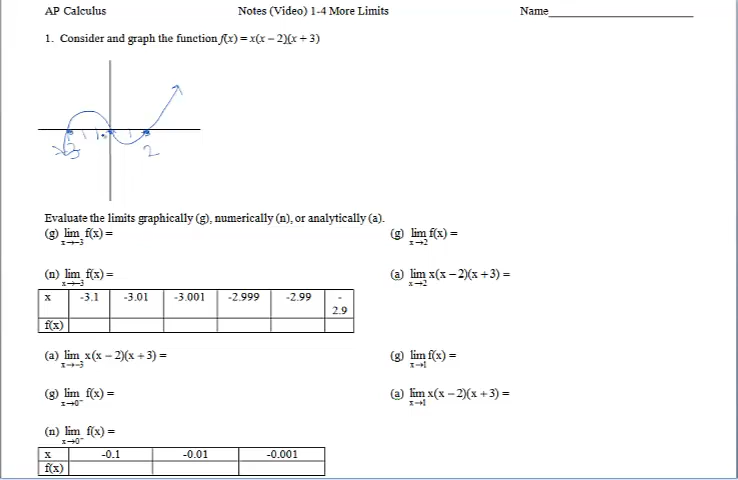 AP Calculus Notes (Video) 1-4 More Limits Name____________________
1. Consider and graph the function f(x) = x(x – 2)(x + 3)
-3 2
Evaluate the limits graphically (g), numerically (n), or analytically (a).
(g) lim x→-3 f(x) = (g) lim x→2 f(x) =
(n) lim x→-3 f(x) = (a) lim x→2 x(x – 2)(x + 3) =
x -3.1 -3.01 -3.001 -2.999 -2.99 -2.9
f(x)
(a) lim x→-3 x(x – 2)(x + 3) = (g) lim x→1 f(x) =
(g) lim x→0⁻ f(x) = (a) lim x→1 x(x – 2)(x + 3) =
(n) lim x→0⁻ f(x) =
x -0.1 -0.01 -0.001
f(x)